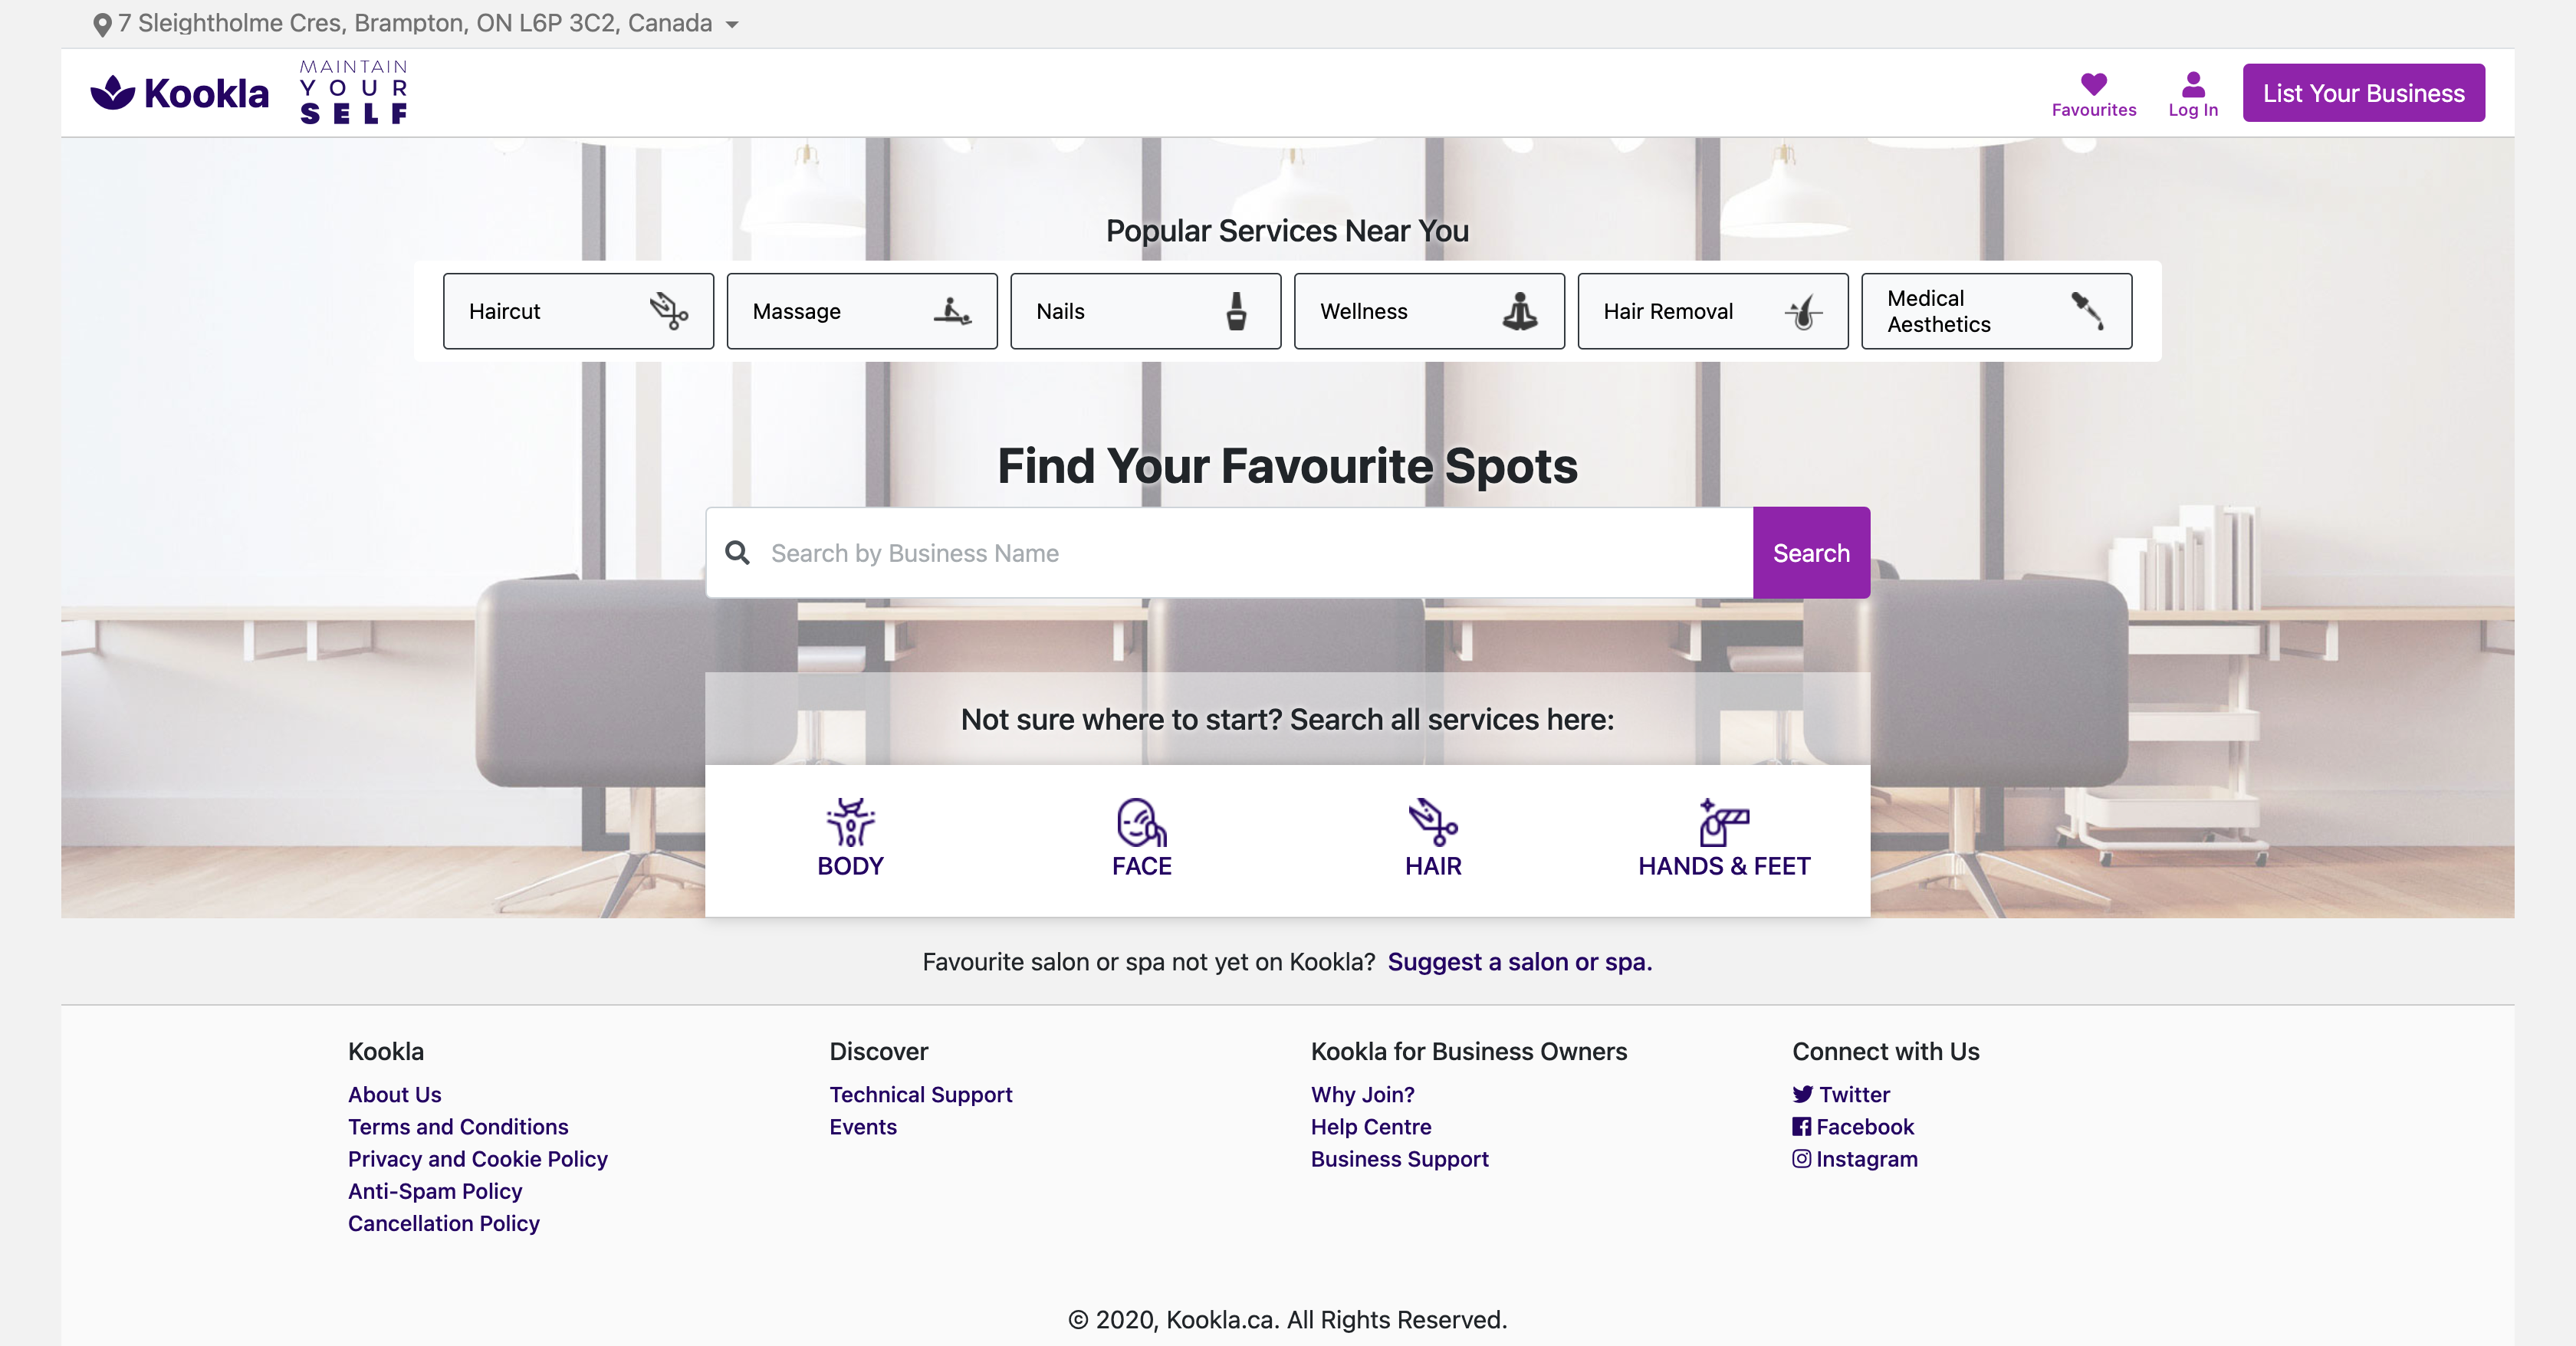 7 Sleightholme Cres, Brampton, ON L6P 3C2, Canada
Kookla
MAINTAIN
YOUR
SELF
Favourites
Log In
List Your Business
Popular Services Near You
Haircut
Massage
Nails
Wellness
Hair Removal
Medical
Aesthetics
Find Your Favourite Spots
Search by Business Name
Search
Not sure where to start? Search all services here:
BODY
FACE
HAIR
HANDS & FEET
Favourite salon or spa not yet on Kookla? Suggest a salon or spa.
Kookla
About Us
Terms and Conditions
Privacy and Cookie Policy
Anti-Spam Policy
Cancellation Policy
Discover
Technical Support
Events
Kookla for Business Owners
Why Join?
Help Centre
Business Support
Connect with Us
Twitter
Facebook
Instagram
© 2020, Kookla.ca. All Rights Reserved.